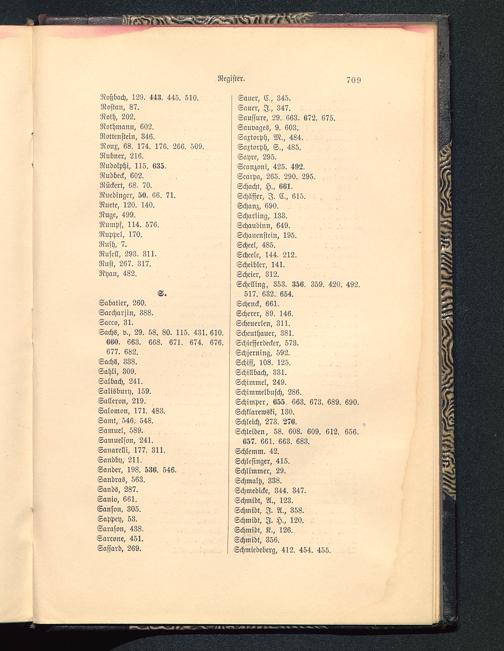 Register.
709
Roßbach, 129. 443. 445. 510.
Rostan, 87.
Roth, 202.
Rothmann, 602.
Rottenstein, 346.
Roux, 68. 174. 176. 266. 509.
Rubner, 216.
Rudolphi, 115. 635.
Rudbeck, 602.
Rückert, 68. 70.
Ruedinger, 50. 66. 71.
Ruete, 120. 140.
Ruge, 499.
Rumpf, 114. 576.
Ruppel, 170.
Ruysch, 7.
Russell, 293. 311.
Rust, 267. 317.
Ryan, 482.
S.
Sabatier, 260.
Saccharjin, 388.
Sacco, 31.
Sachs, v., 29. 58. 80. 115. 431. 610.
660. 663. 668. 671. 674. 676.
677. 682.
Sachs, 338.
Sahli, 309.
Salbach, 241.
Salisbury, 159.
Salleron, 219.
Salomon, 171. 483.
Samt, 546. 548.
Samuel, 589.
Samuelson, 241.
Sanarelli, 177. 311.
Sandby, 211.
Sander, 198. 536. 546.
Sandras, 563.
Sands, 287.
Sanio, 661.
Sanson, 305.
Sappey, 53.
Sarason, 438.
Sarcone, 451.
Sassard, 269.
Sauer, C., 345.
Sauer, J., 347.
Saussure, 29. 663. 672. 675.
Sauvages, 9. 603.
Saxtorph, M., 484.
Saxtorph, S., 485.
Sayre, 295.
Scanzoni, 425. 492.
Scarpa, 265. 290. 295.
Schacht, H., 661.
Schäffer, J. C., 615.
Schanz, 690.
Scharling, 133.
Schaudinn, 649.
Schauenstein, 195.
Scheel, 485.
Scheele, 144. 212.
Scheibler, 141.
Scheier, 312.
Schelling, 353. 356. 359. 420. 492.
517. 632. 654.
Schenck, 661.
Scherer, 89. 146.
Scheuerlen, 311.
Scheuthauer, 381.
Schiefferdecker, 573.
Schjerning, 592.
Schiff, 108. 125.
Schillbach, 331.
Schimmel, 249.
Schimmelbusch, 286.
Schimper, 655. 663. 673. 689. 690.
Schklarewski, 130.
Schleich, 273. 276.
Schleiden, 58. 608. 609. 612. 656.
657. 661. 663. 683.
Schlemm. 42.
Schlesinger, 415.
Schlimmer, 29.
Schmaltz, 338.
Schmedicke, 344. 347.
Schmidt, A., 123.
Schmidt, J. A., 358.
Schmidt, J. H., 120.
Schmidt, K., 126.
Schmidt, 356.
Schmiedeberg, 412. 454. 455.